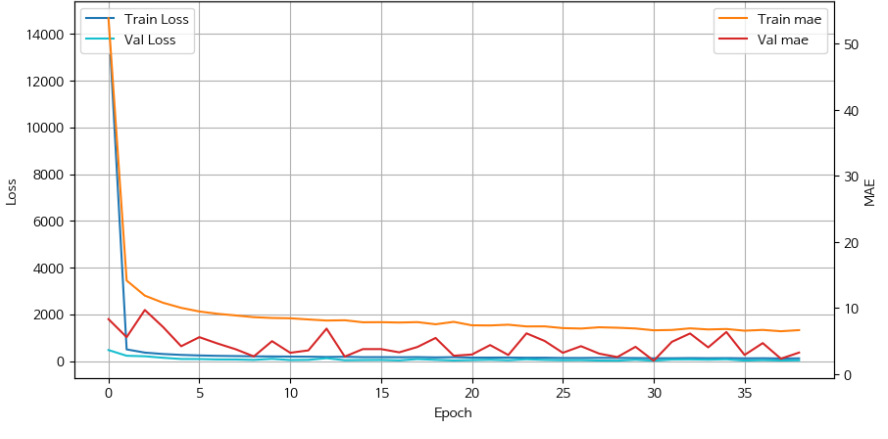 Train Loss
Val Loss
Train mae
Val mae
14000
12000
10000
8000
6000
4000
2000
0
Loss
50
40
30
20
10
0
MAE
0 5 10 15 20 25 30 35
Epoch